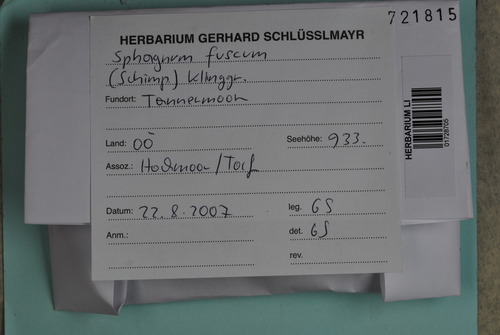 721815
HERBARIUM GERHARD SCHLÜSSLMAYR
Sphagnum fuscum
(Schimp.) Klinggr.
Fundort: Tannermoor
Land: OÖ Seehöhe: 933.
Assoz.: Hochmoor/Torf
Datum: 22.8.2007 leg. GS
Anm.: det. GS
rev.
HERBARIUM LI
01728705